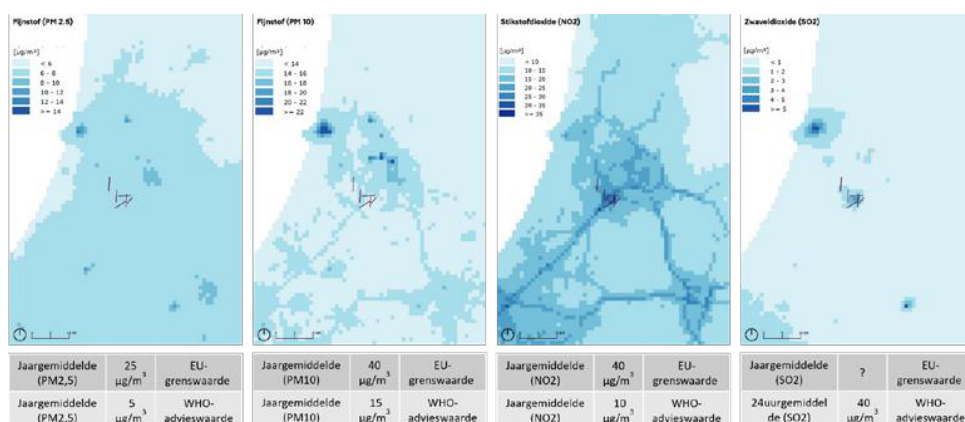 Fijnstof (PM 2.5)
[µg/m³]
< 6
6 - 8
8 - 10
10 - 12
12 - 14
>= 14
Fijnstof (PM 10)
[µg/m³]
< 14
14 - 16
16 - 18
18 - 20
20 - 22
>= 22
Stikstofdioxide (NO2)
[µg/m³]
< 10
10 - 15
15 - 20
20 - 25
25 - 30
30 - 35
>= 35
Zwaveldioxide (SO2)
[µg/m³]
< 1
1 - 2
2 - 3
3 - 4
4 - 5
>= 5
Jaargemiddelde
(PM2,5)
25
µg/m³
EU-
grenswaarde
Jaargemiddelde
(PM2,5)
5
µg/m³
WHO-
advieswaarde
Jaargemiddelde
(PM10)
40
µg/m³
EU-
grenswaarde
Jaargemiddelde
(PM10)
15
µg/m³
WHO-
advieswaarde
Jaargemiddelde
(NO2)
40
µg/m³
EU-
grenswaarde
Jaargemiddelde
(NO2)
10
µg/m³
WHO-
advieswaarde
Jaargemiddelde
(SO2)
?
EU-
grenswaarde
24uurgemiddel
de (SO2)
40
µg/m³
WHO-
advieswaarde